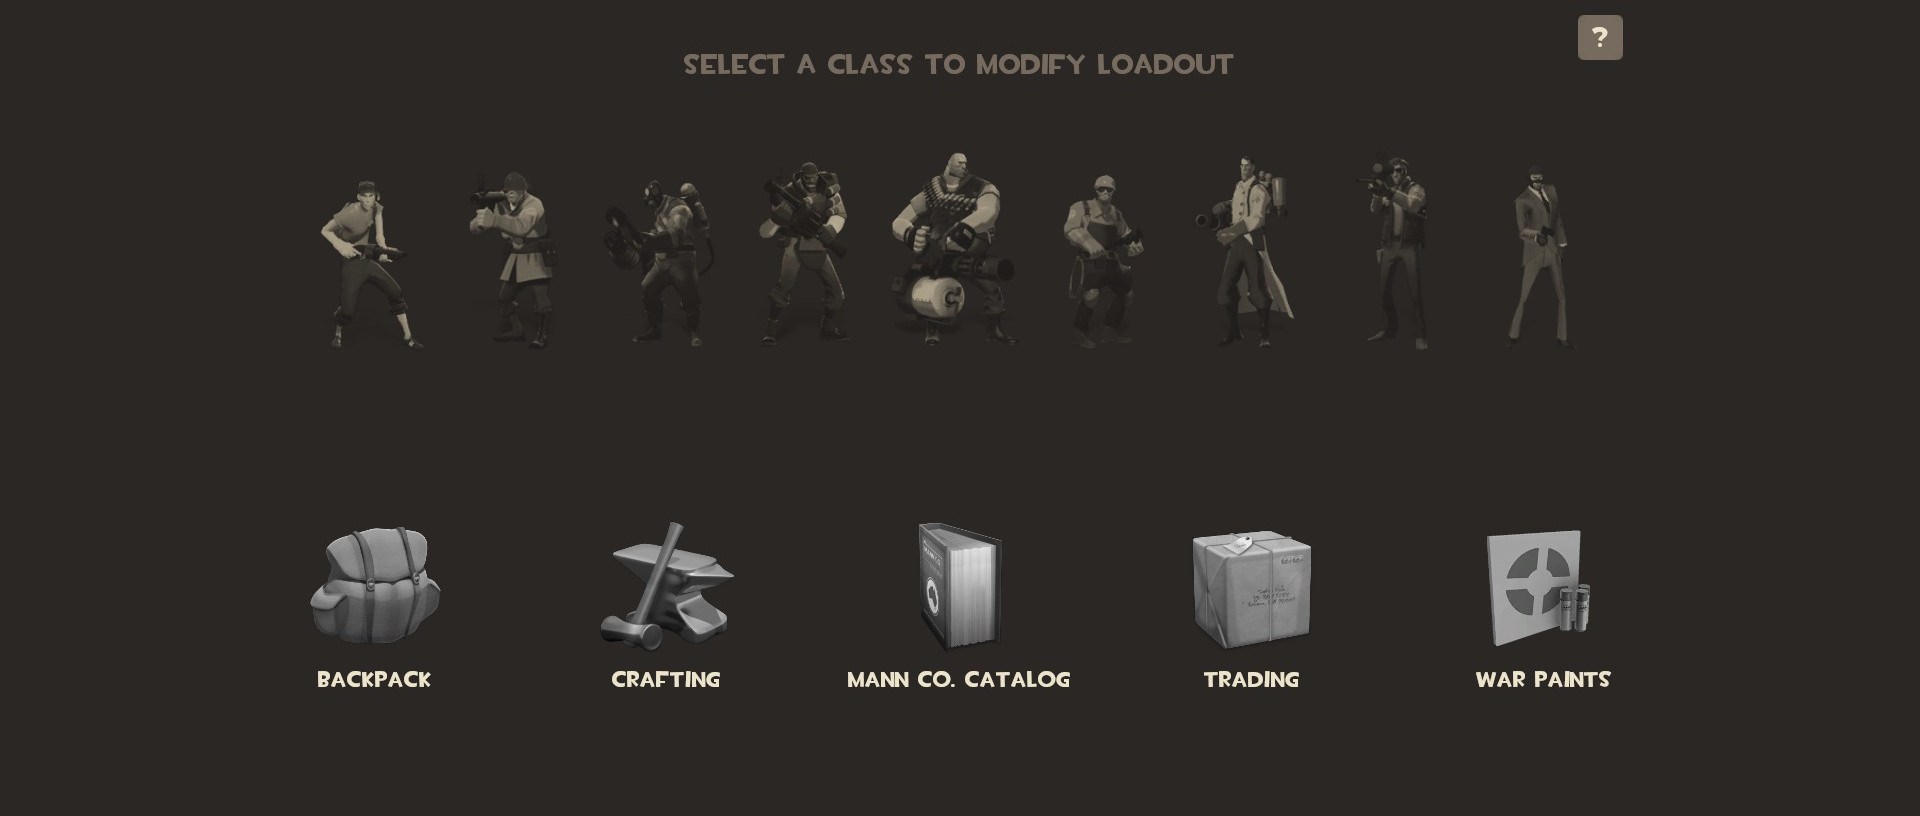 ?
SELECT A CLASS TO MODIFY LOADOUT
BACKPACK
CRAFTING
MANN CO. CATALOG
TRADING
WAR PAINTS